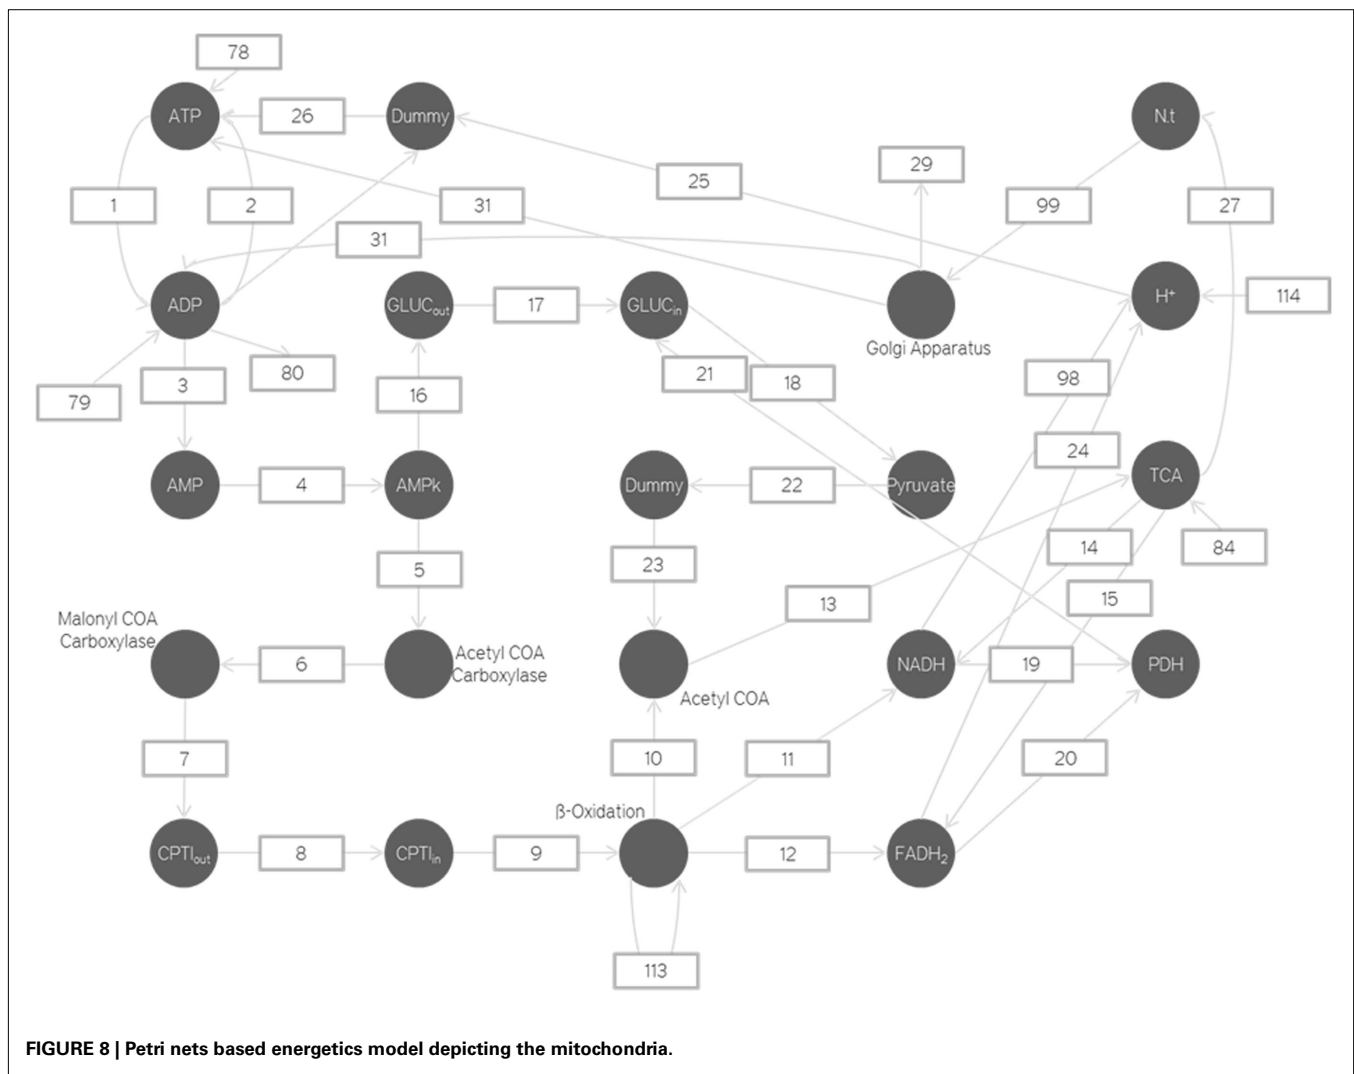 78
ATP
26
Dummy
N.t
29
25
1
2
31
99
27
31
ADP
GLUCout
17
GLUCin
H+
114
Golgi Apparatus
80
79
3
16
21
18
98
24
AMP
4
AMPk
Dummy
22
Pyruvate
TCA
5
23
14
84
13
15
Malonyl COA
Carboxylase
6
Acetyl COA
Carboxylase
NADH
19
PDH
Acetyl COA
7
10
11
20
ß-Oxidation
CPTIout
8
CPTIin
9
12
FADH2
113
FIGURE 8 | Petri nets based energetics model depicting the mitochondria.